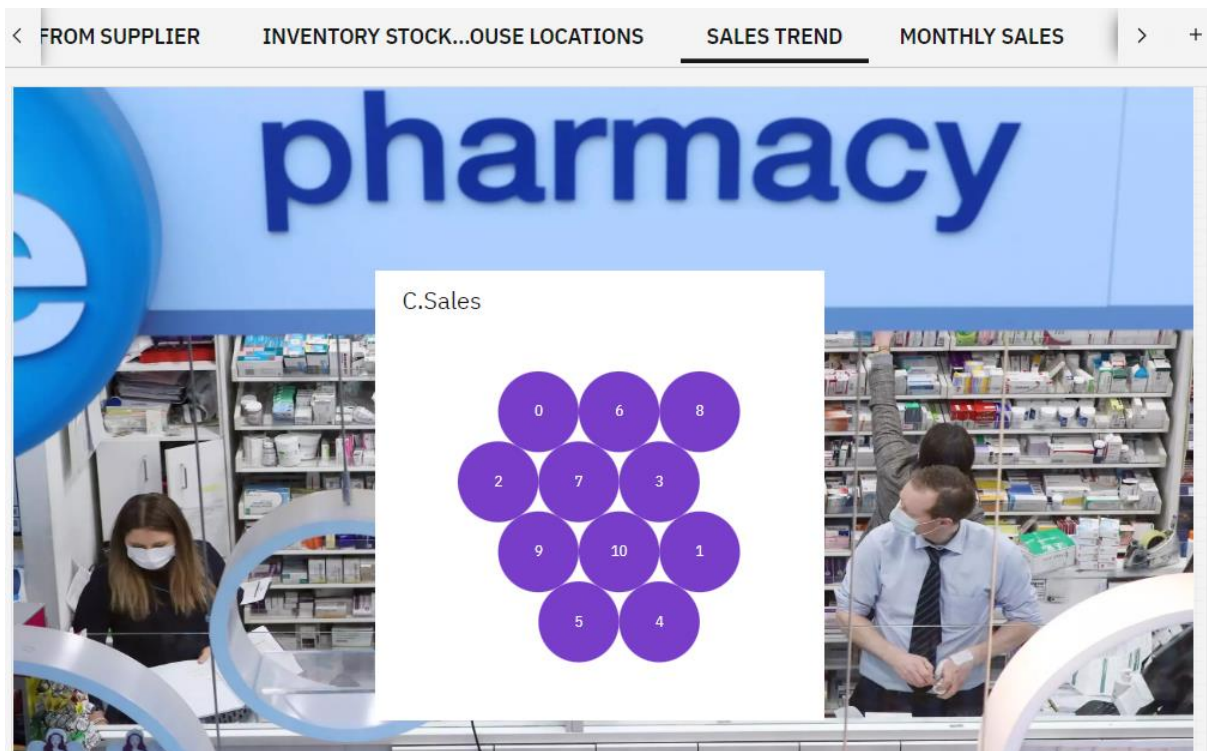 FROM SUPPLIER INVENTORY STOCK...OUSE LOCATIONS SALES TREND MONTHLY SALES +
pharmacy
e
C.Sales
0 6 8
2 7 3
9 10 1
5 4